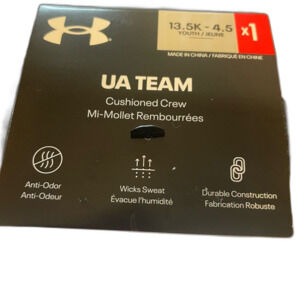 13.5K - 4,5
YOUTH / JEUNE
x1
MADE IN CHINA / FABRIQUÉ EN CHINE
UA TEAM
Cushioned Crew
Mi-Mollet Rembourrées
Anti-Odor
Anti-Odeur
Wicks Sweat
Évacue l'humidité
Durable Construction
Fabrication Robuste